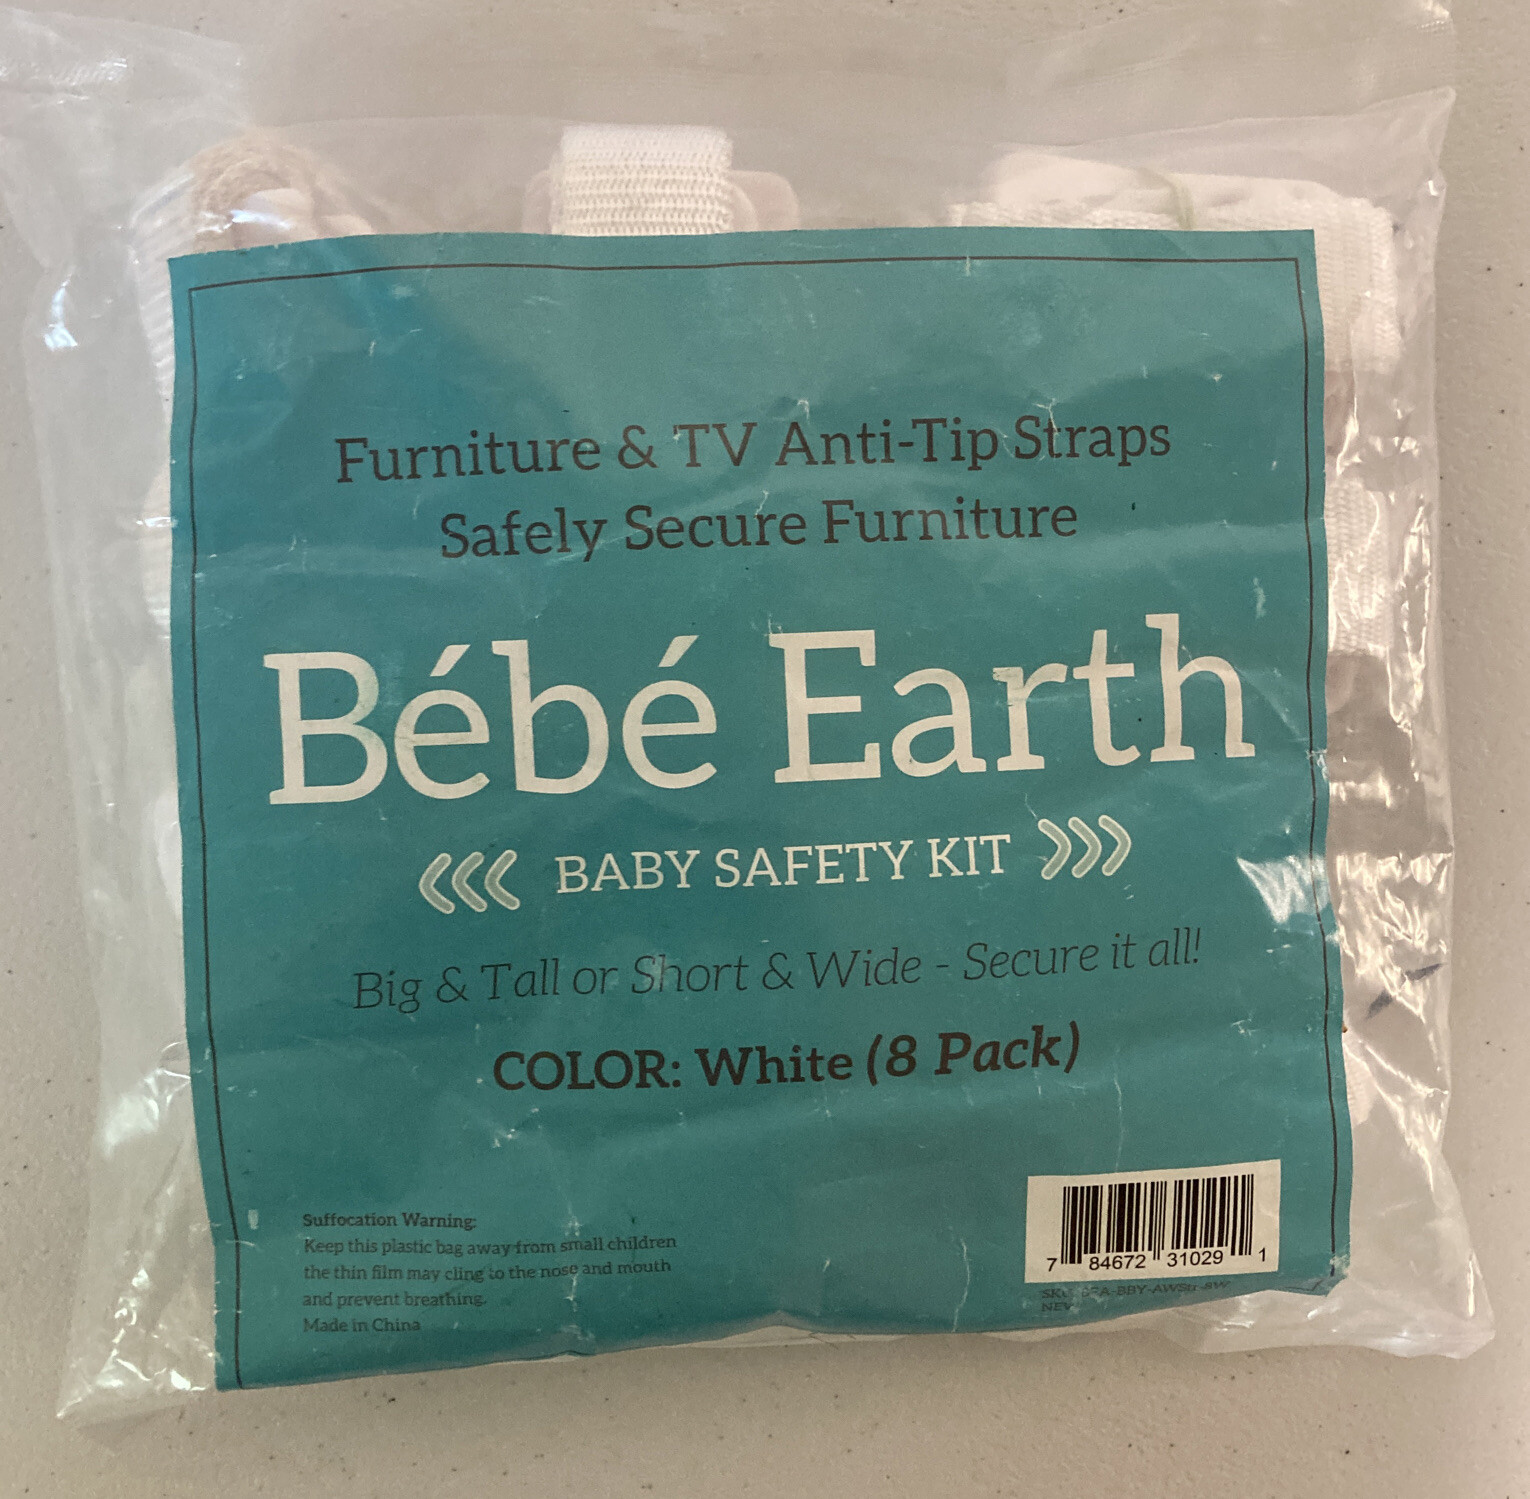 Furniture & TV Anti-Tip Straps
Safely Secure Furniture
Bébé Earth
BABY SAFETY KIT
Big & Tall or Short & Wide - Secure it all!
COLOR: White (8 Pack)
Suffocation Warning:
Keep this plastic bag away from small children
the thin film may cling to the nose and mouth
and prevent breathing.
Made in China
7 84672 31029 1